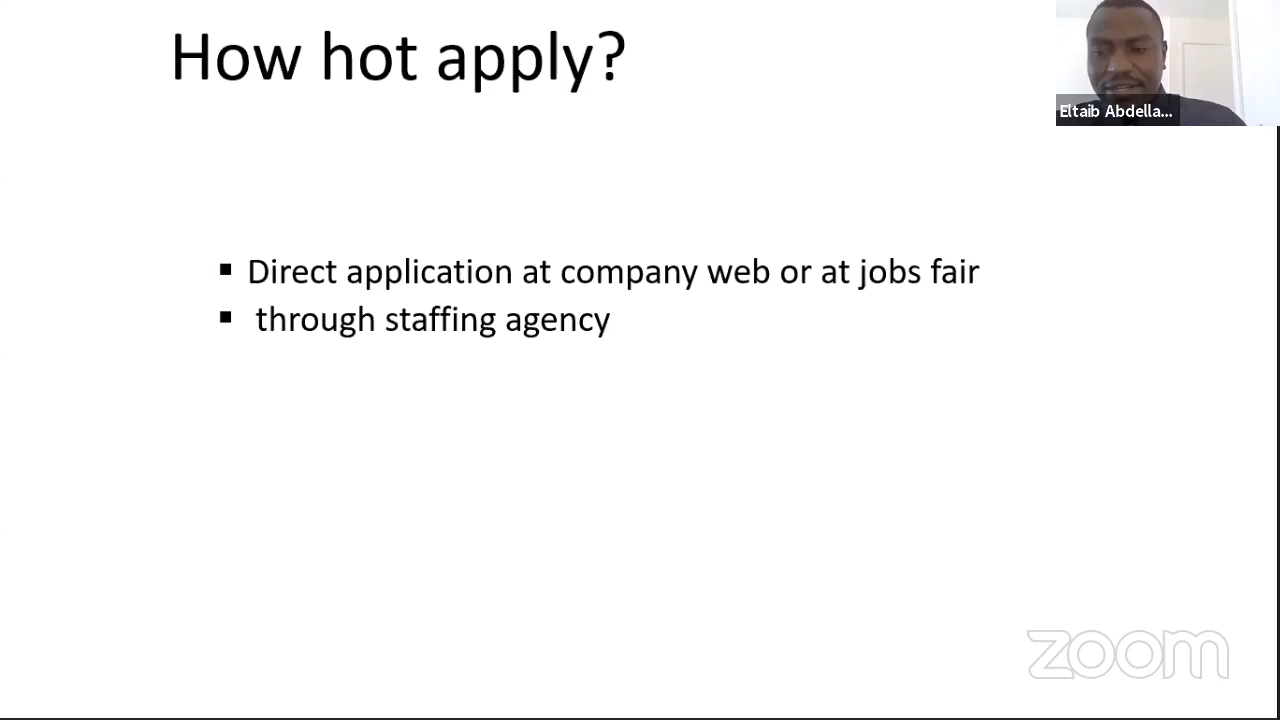 How hot apply?
Eltaib Abdella...
▪ Direct application at company web or at jobs fair
▪ through staffing agency
zoom